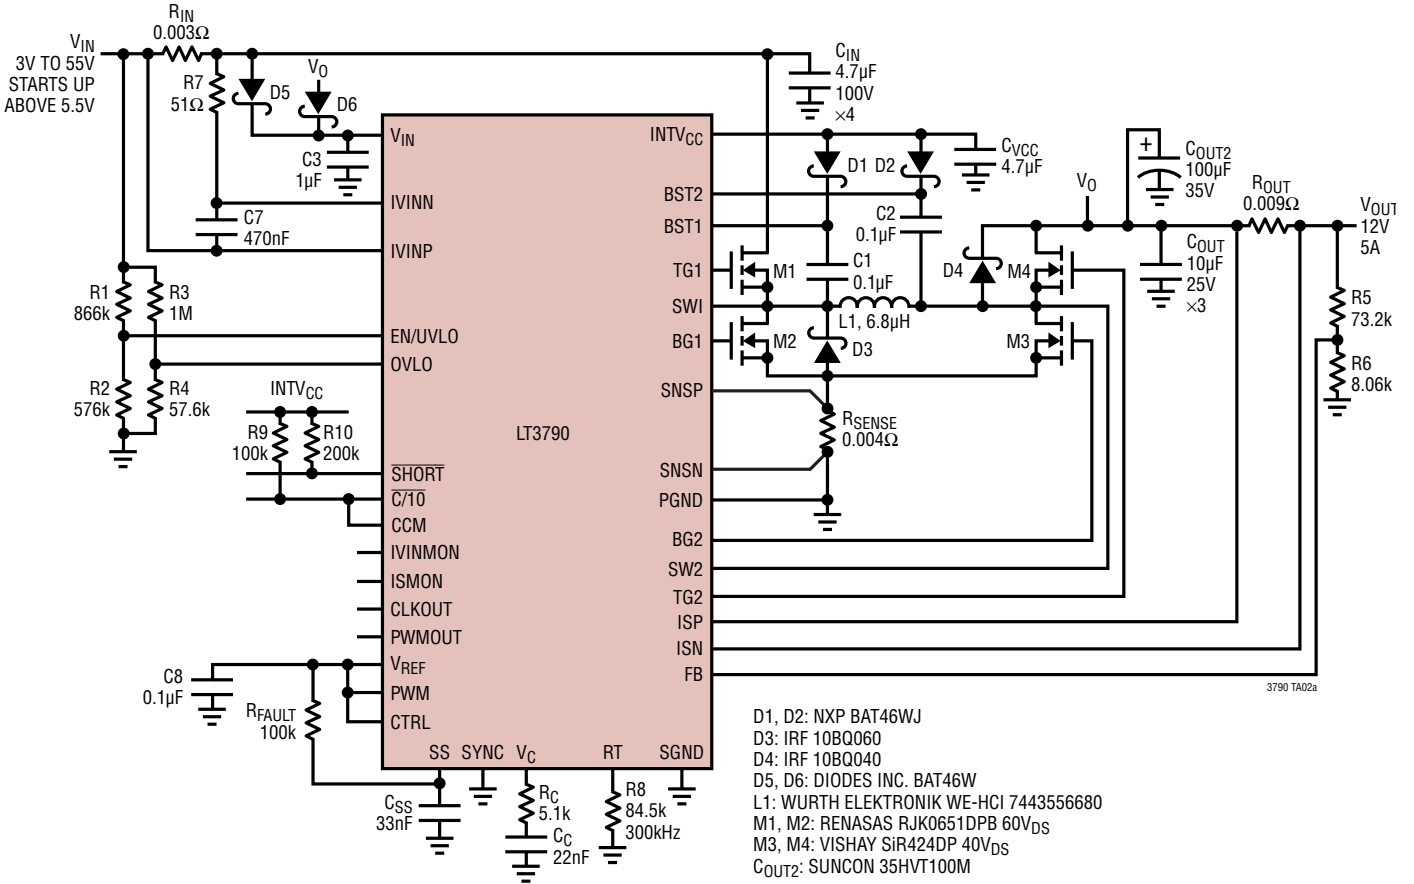 VIN
3V TO 55V
STARTS UP
ABOVE 5.5V
RIN
0.003Ω
R7
51Ω
D5
VO
D6
C3
1µF
C7
470nF
R1
866k
R3
1M
R2
576k
R4
57.6k
INTVCC
R9
100k
R10
200k
C8
0.1µF
RFAULT
100k
VIN
IVINN
IVINP
EN/UVLO
OVLO
SHORT
C/10
CCM
IVINMON
ISMON
CLKOUT
PWMOUT
VREF
PWM
CTRL
LT3790
SS
SYNC
VC
RT
SGND
INTVCC
BST2
BST1
TG1
SWI
BG1
SNSP
SNSN
PGND
BG2
SW2
TG2
ISP
ISN
FB
CSS
33nF
RC
5.1k
CC
22nF
R8
84.5k
300kHz
CIN
4.7µF
100V
×4
D1
D2
CVCC
4.7µF
C2
0.1µF
C1
0.1µF
M1
M2
L1, 6.8µH
D3
D4
M4
M3
RSENSE
0.004Ω
VO
+
COUT2
100µF
35V
COUT
10µF
25V
×3
ROUT
0.009Ω
VOUT
12V
5A
R5
73.2k
R6
8.06k
3790 TA02a
D1, D2: NXP BAT46WJ
D3: IRF 10BQ060
D4: IRF 10BQ040
D5, D6: DIODES INC. BAT46W
L1: WURTH ELEKTRONIK WE-HCI 7443556680
M1, M2: RENASAS RJK0651DPB 60VDS
M3, M4: VISHAY SiR424DP 40VDS
COUT2: SUNCON 35HVT100M